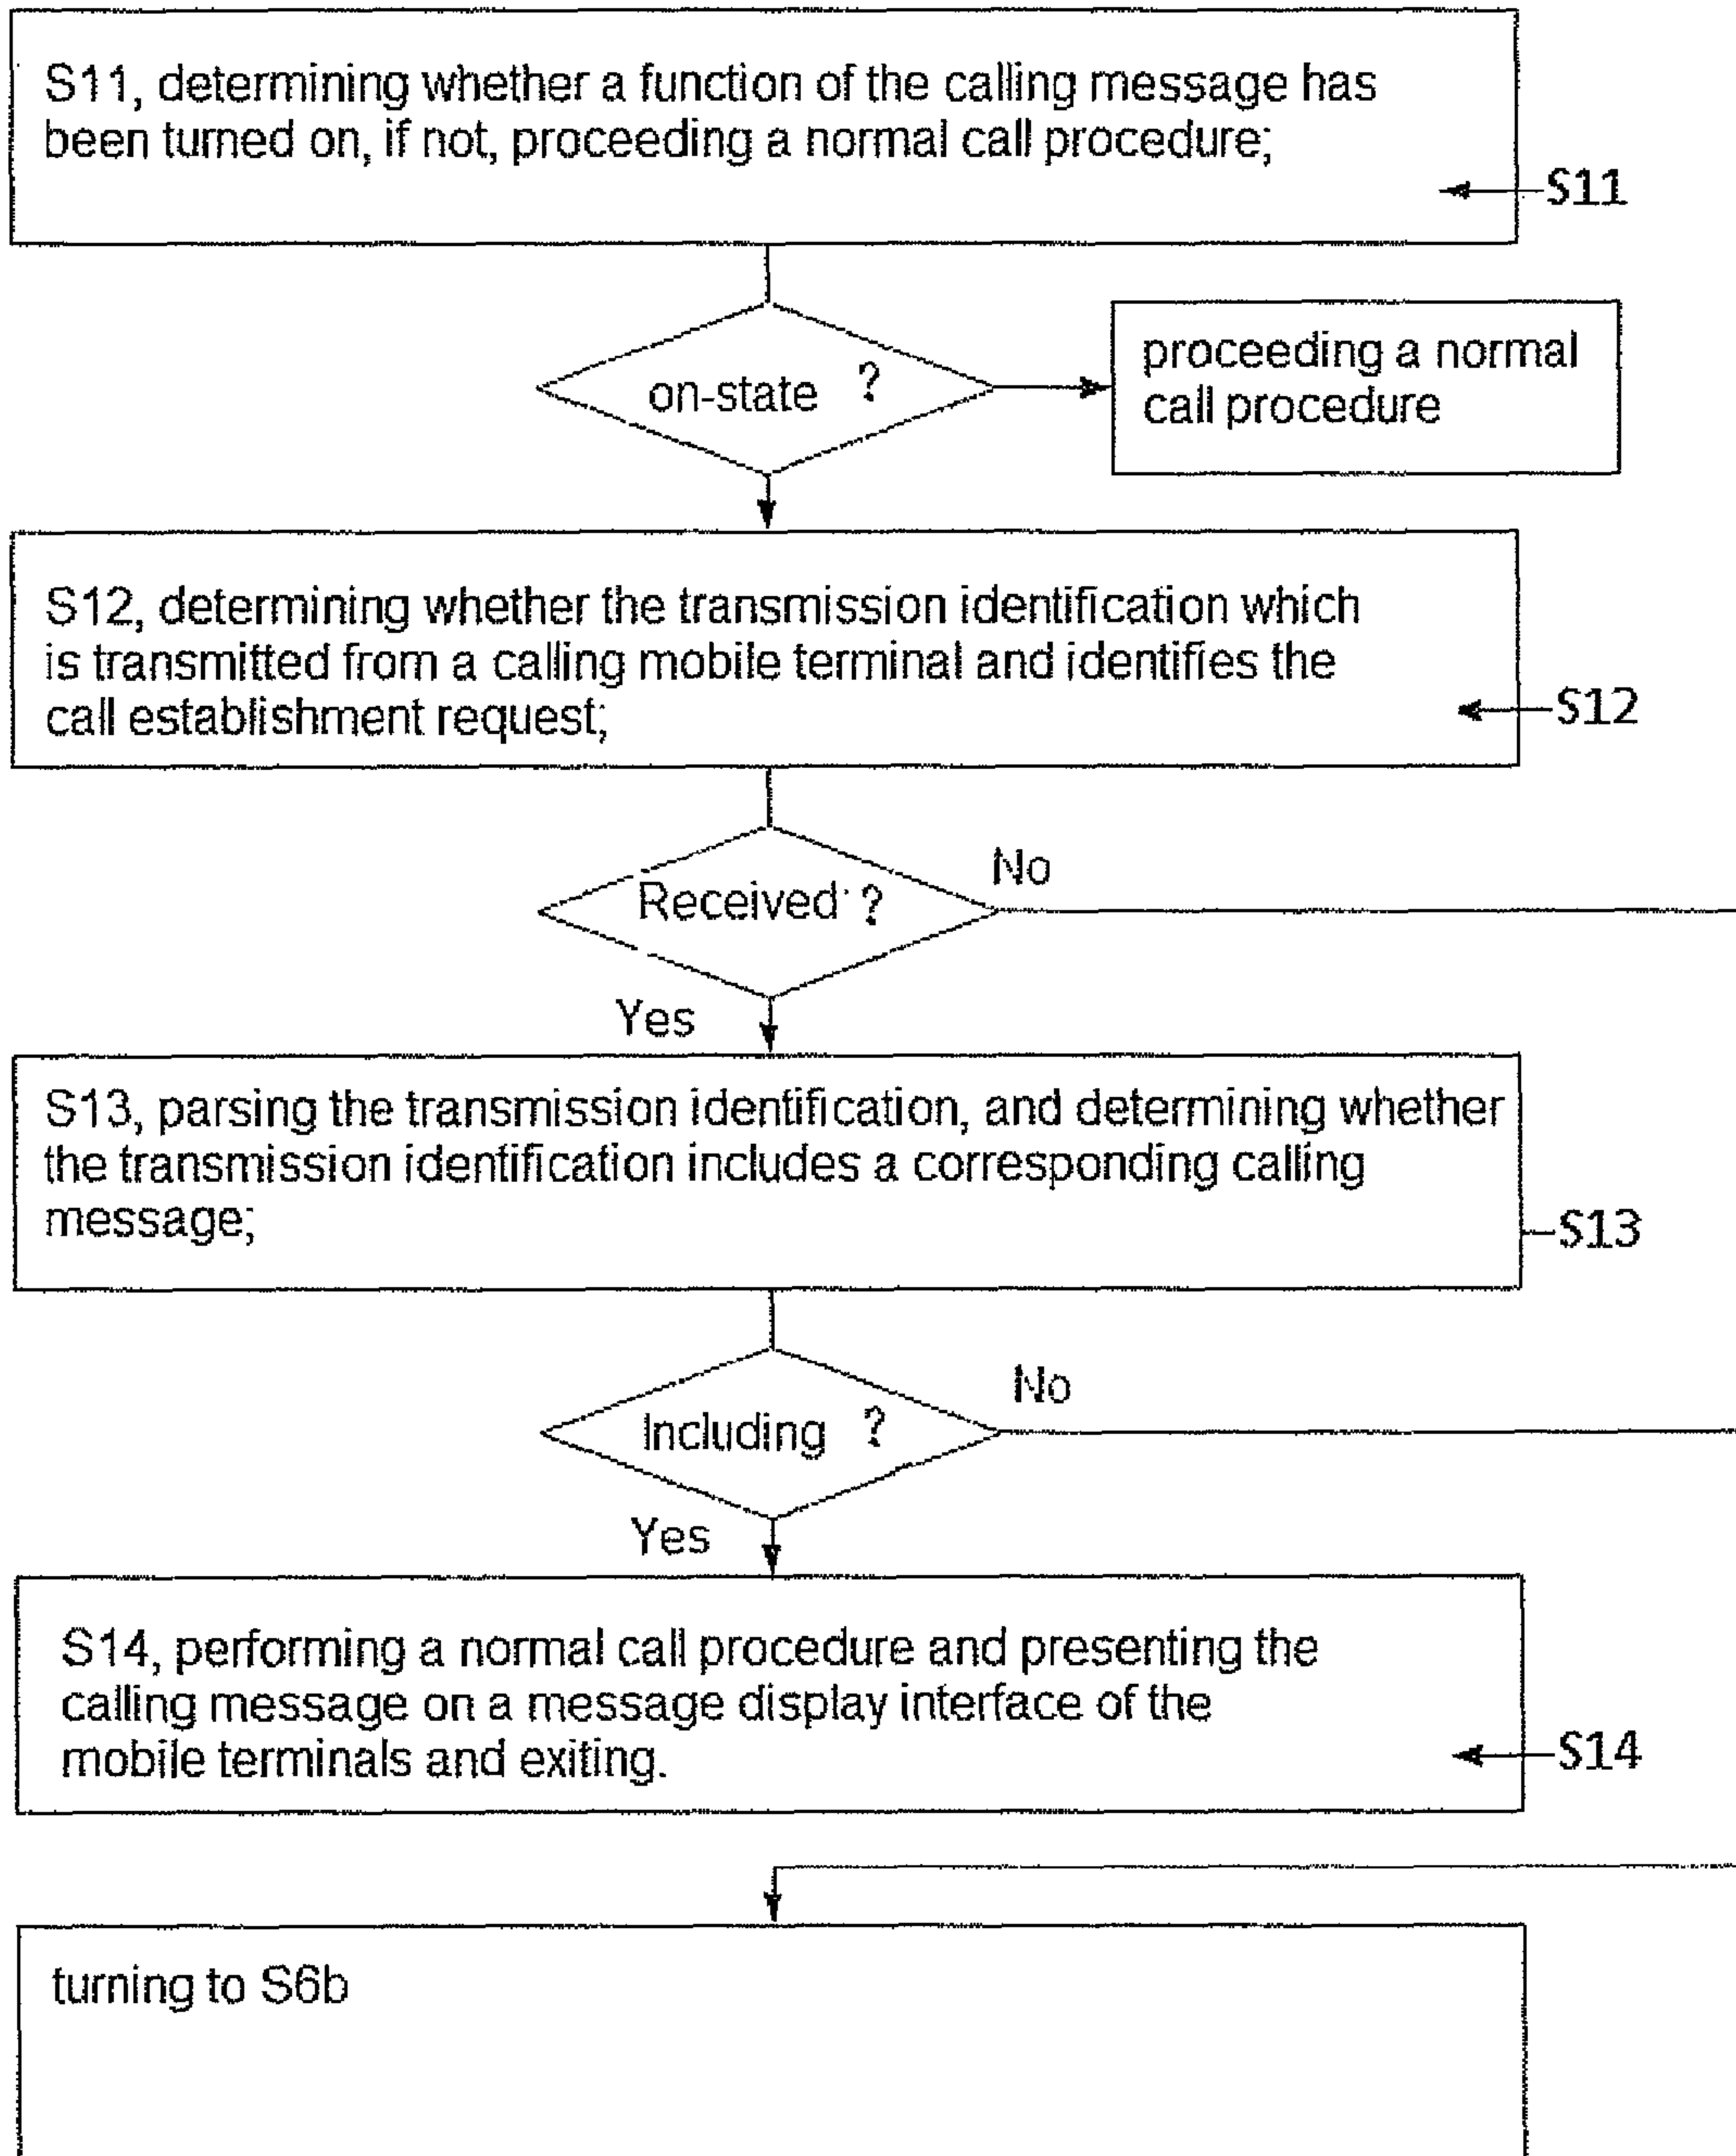 S11, determining whether a function of the calling message has
been turned on, if not, proceeding a normal call procedure;
S11
on-state ?
proceeding a normal
call procedure
S12, determining whether the transmission identification which
is transmitted from a calling mobile terminal and identifies the
call establishment request;
S12
Received ?
No
Yes
S13, parsing the transmission identification, and determining whether
the transmission identification includes a corresponding calling
message;
S13
Including ?
No
Yes
S14, performing a normal call procedure and presenting the
calling message on a message display interface of the
mobile terminals and exiting.
S14
turning to S6b